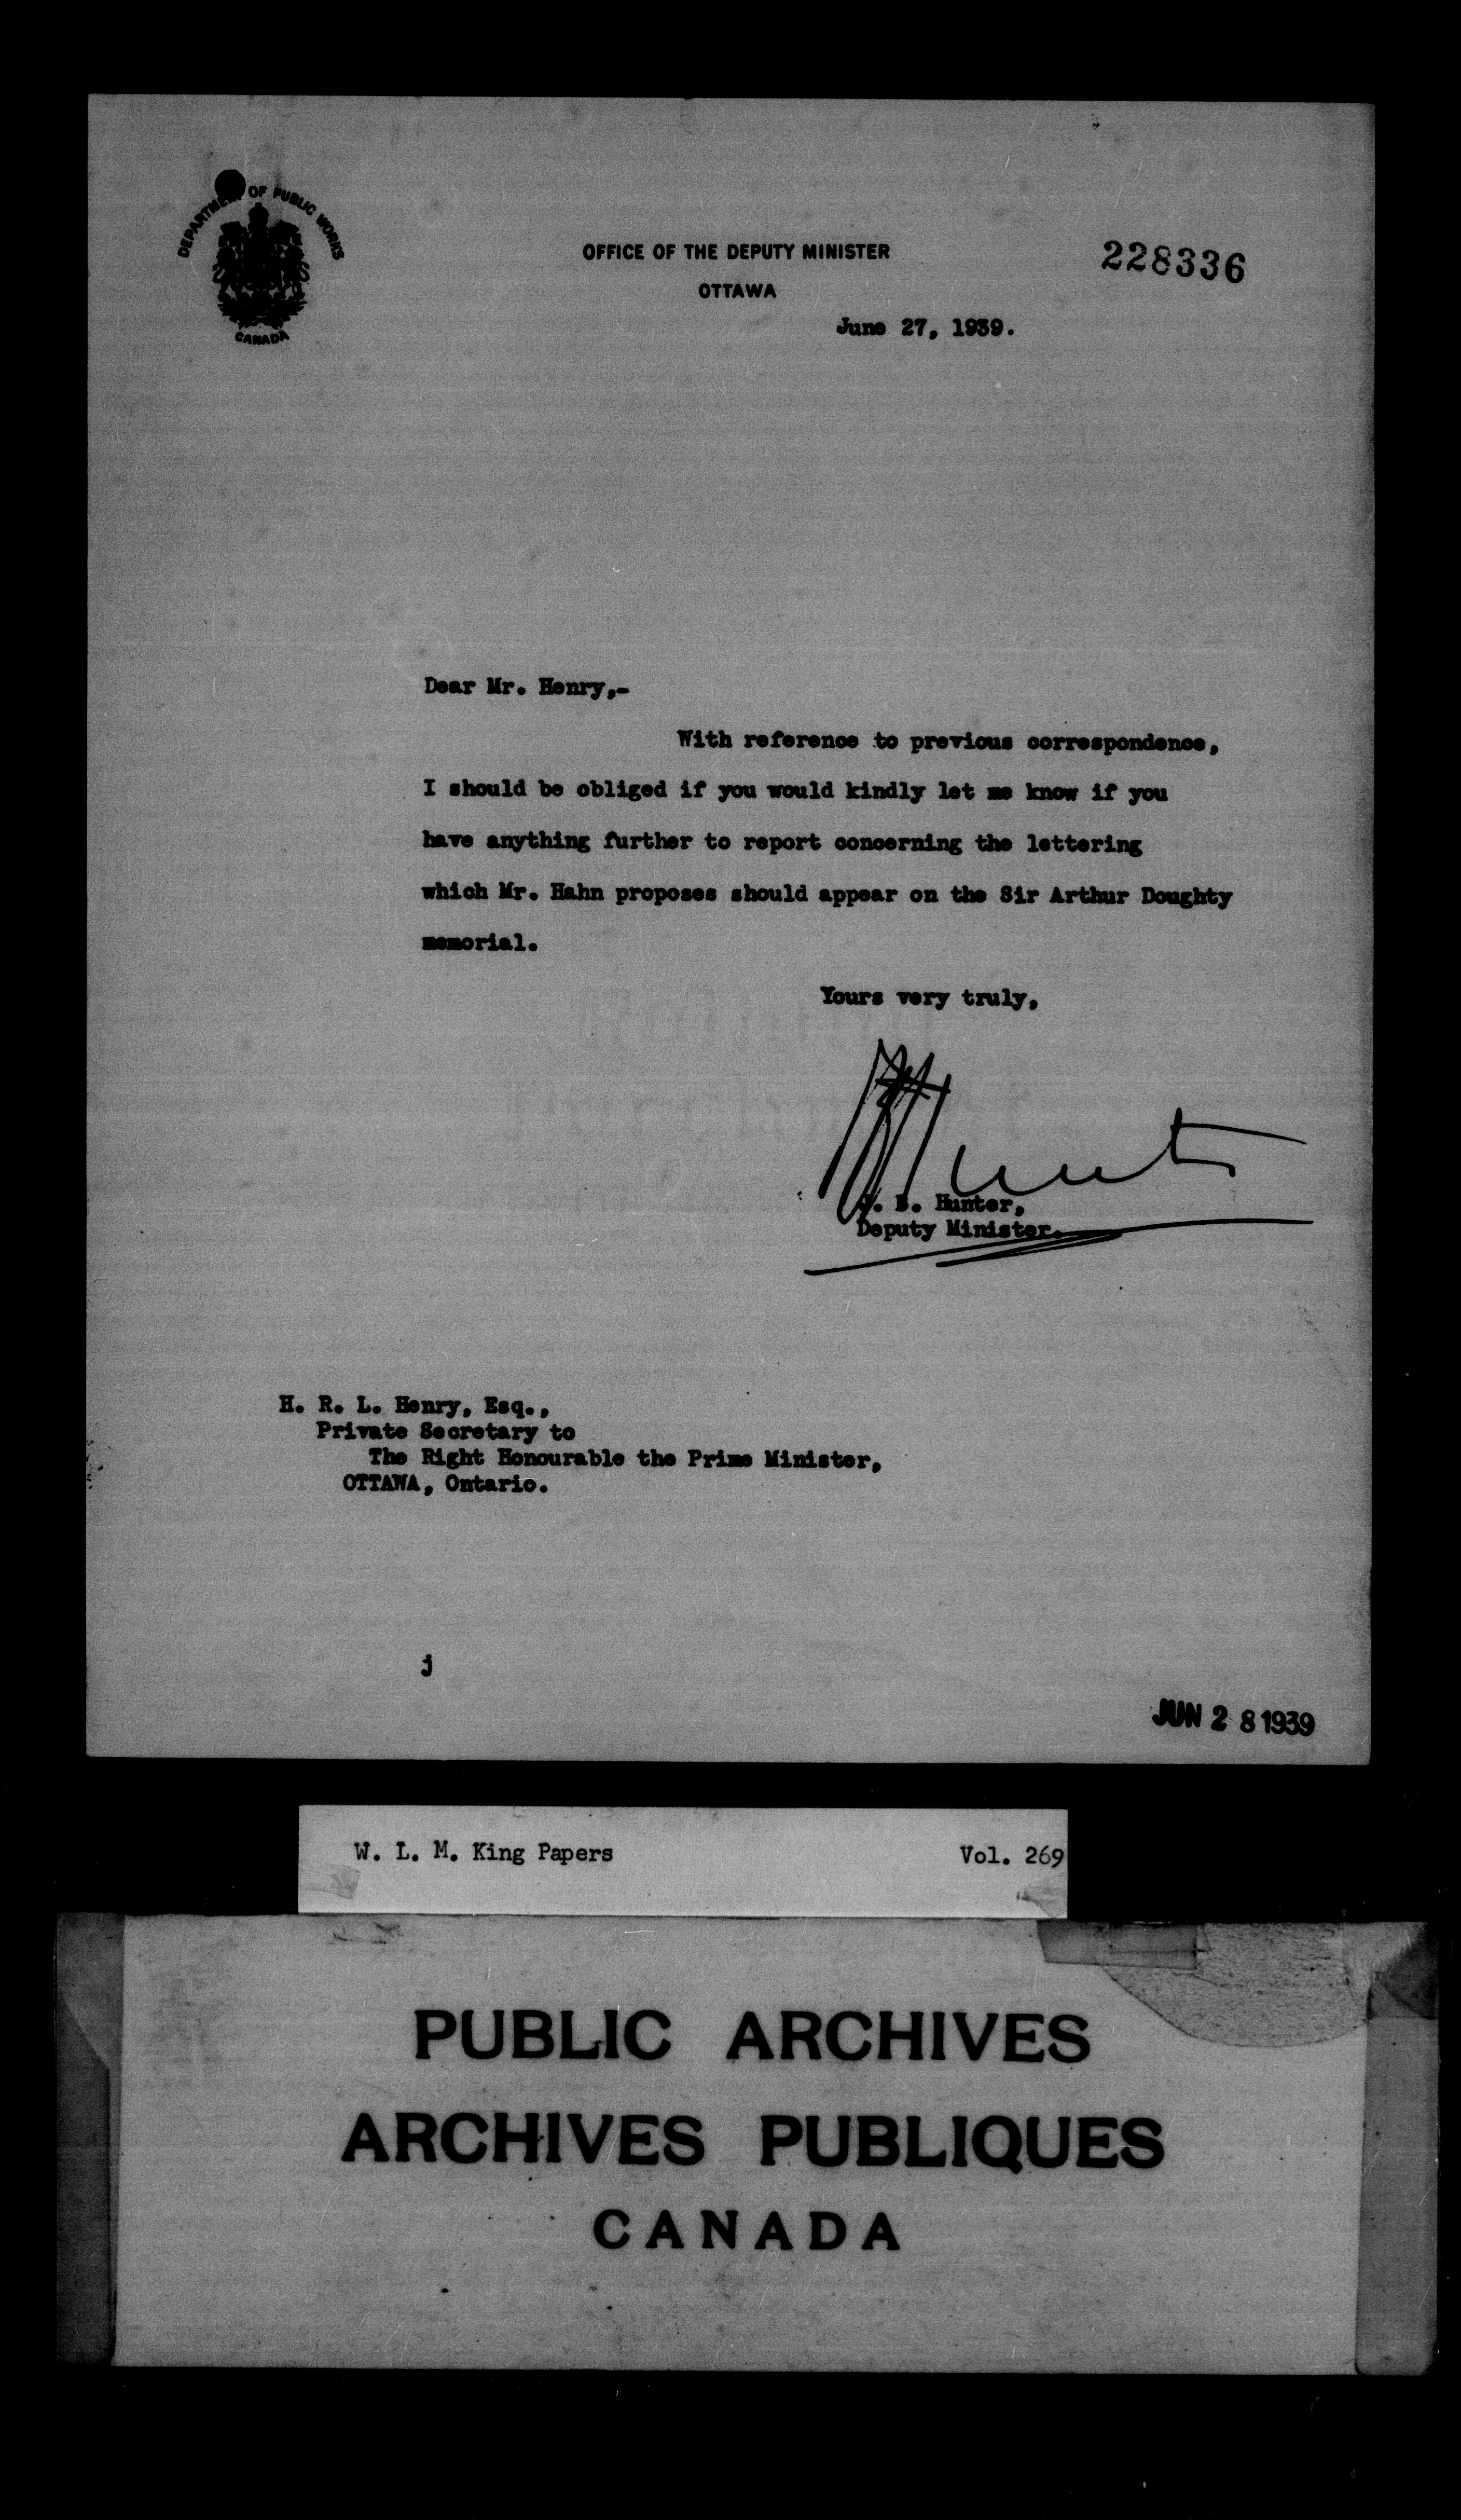 DEPARTMENT OF PUBLIC WORKS
CANADA
OFFICE OF THE DEPUTY MINISTER
OTTAWA
228336
June 27, 1939.
Dear Mr. Henry,-
With reference to previous correspondence,
I should be obliged if you would kindly let me know if you
have anything further to report concerning the lettering
which Mr. Hahn proposes should appear on the Sir Arthur Doughty
memorial.
Yours very truly,
B. Hunter,
Deputy Minister.
H. R. L. Henry, Esq.,
Private Secretary to
The Right Honourable the Prime Minister,
OTTAWA, Ontario.
j
JUN 28 1939
W. L. M. King Papers Vol. 269
PUBLIC ARCHIVES
ARCHIVES PUBLIQUES
CANADA